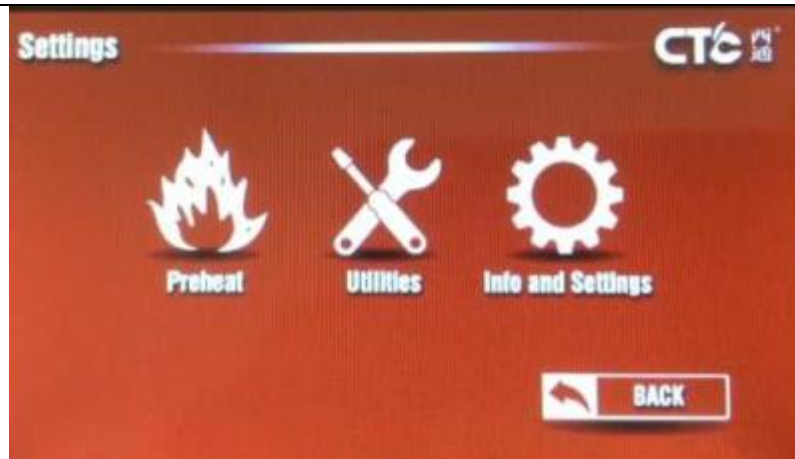 Settings
CTC
Preheat
Utilities
Info and Settings
BACK